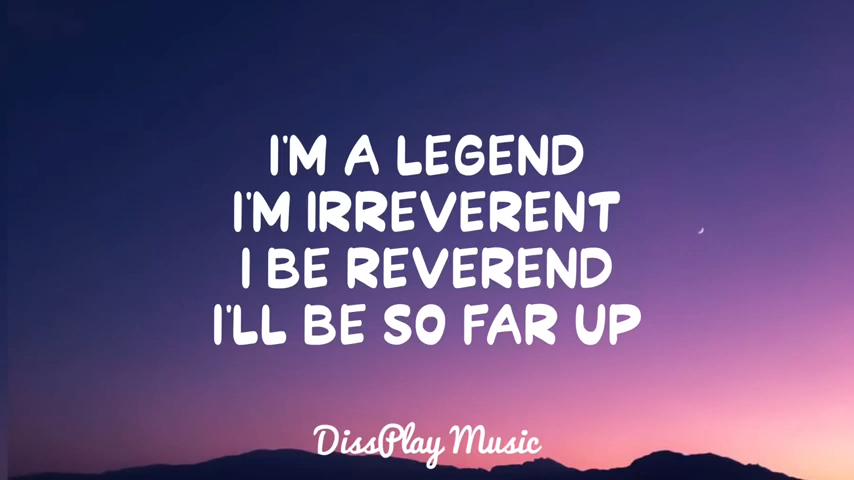 I'M A LEGEND
I'M IRREVERENT
I BE REVEREND
I'LL BE SO FAR UP
DissPlay Music